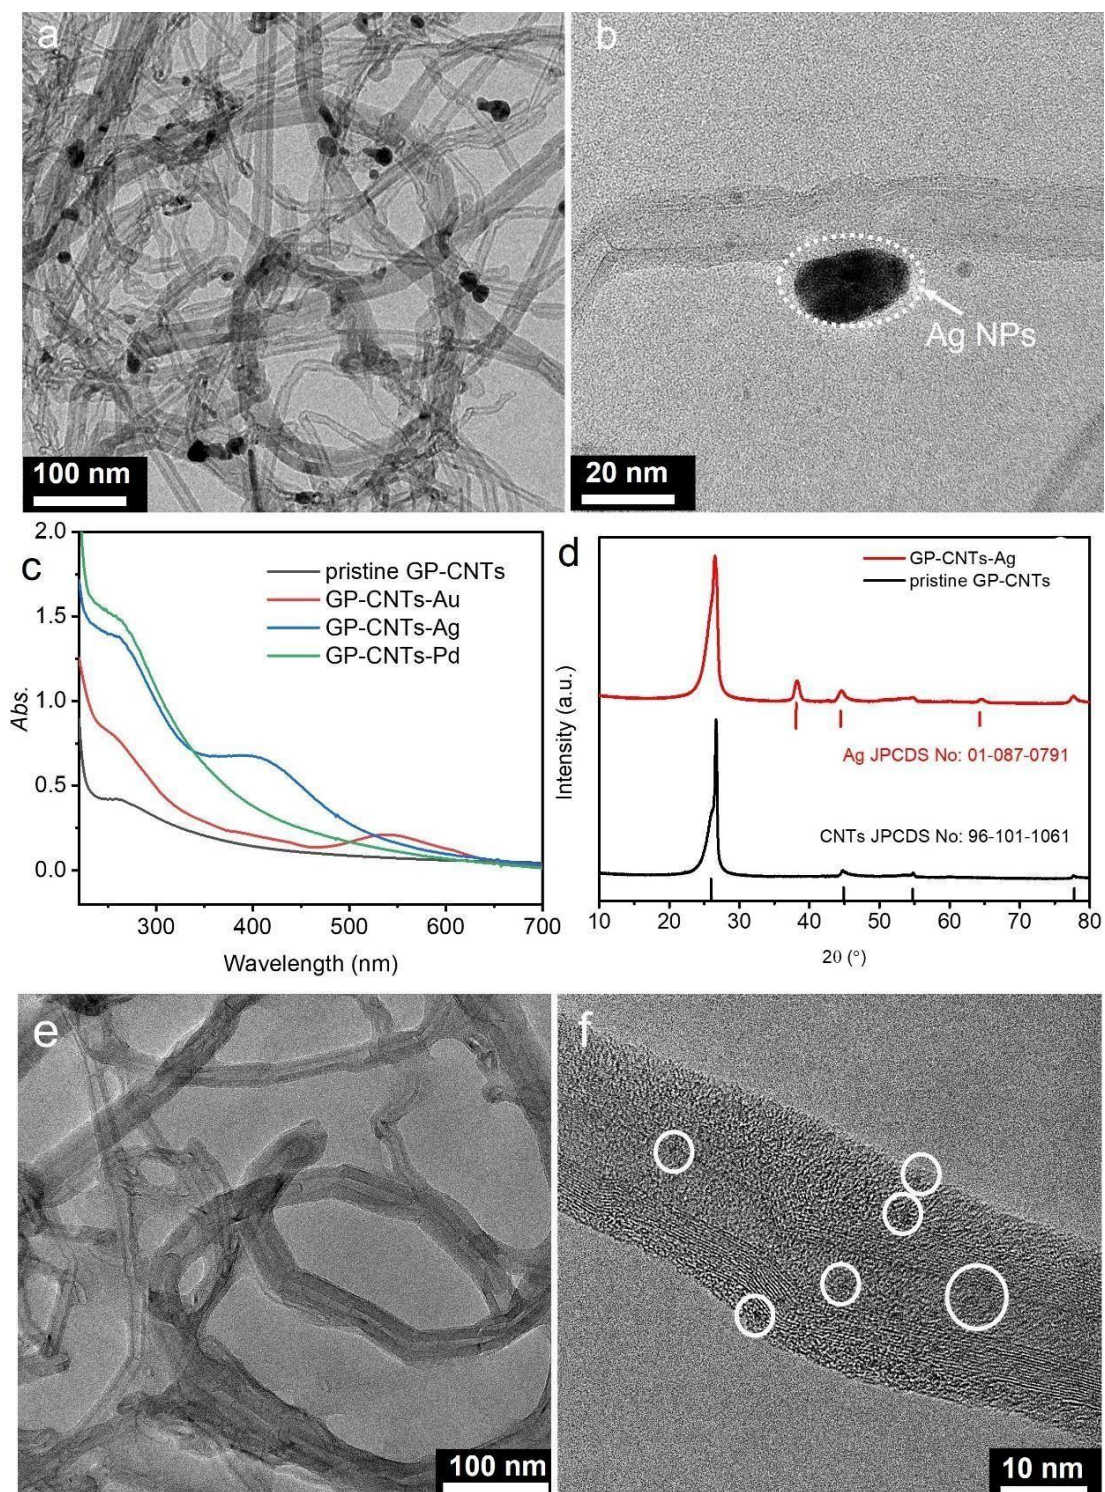 a
100 nm
b
Ag NPs
20 nm
c
2.0
1.5
1.0
0.5
0.0
Abs.
pristine GP-CNTs
GP-CNTs-Au
GP-CNTs-Ag
GP-CNTs-Pd
300 400 500 600 700
Wavelength (nm)
d
GP-CNTs-Ag
pristine GP-CNTs
Intensity (a.u.)
Ag JPCDS No: 01-087-0791
CNTs JPCDS No: 96-101-1061
10 20 30 40 50 60 70 80
2θ (°)
e
100 nm
f
10 nm